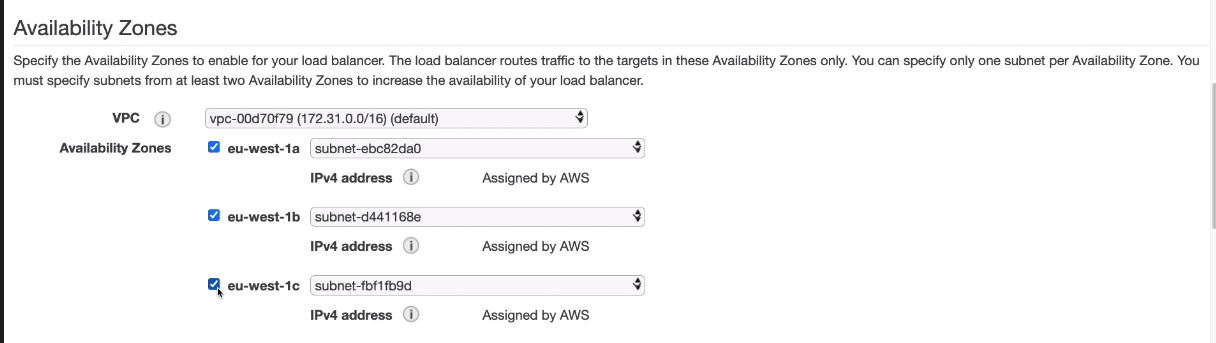 Availability Zones
Specify the Availability Zones to enable for your load balancer. The load balancer routes traffic to the targets in these Availability Zones only. You can specify only one subnet per Availability Zone. You
must specify subnets from at least two Availability Zones to increase the availability of your load balancer.
VPC i vpc-00d70f79 (172.31.0.0/16) (default)
Availability Zones eu-west-1a subnet-ebc82da0
IPv4 address i Assigned by AWS
eu-west-1b subnet-d441168e
IPv4 address i Assigned by AWS
eu-west-1c subnet-fbf1fb9d
IPv4 address i Assigned by AWS